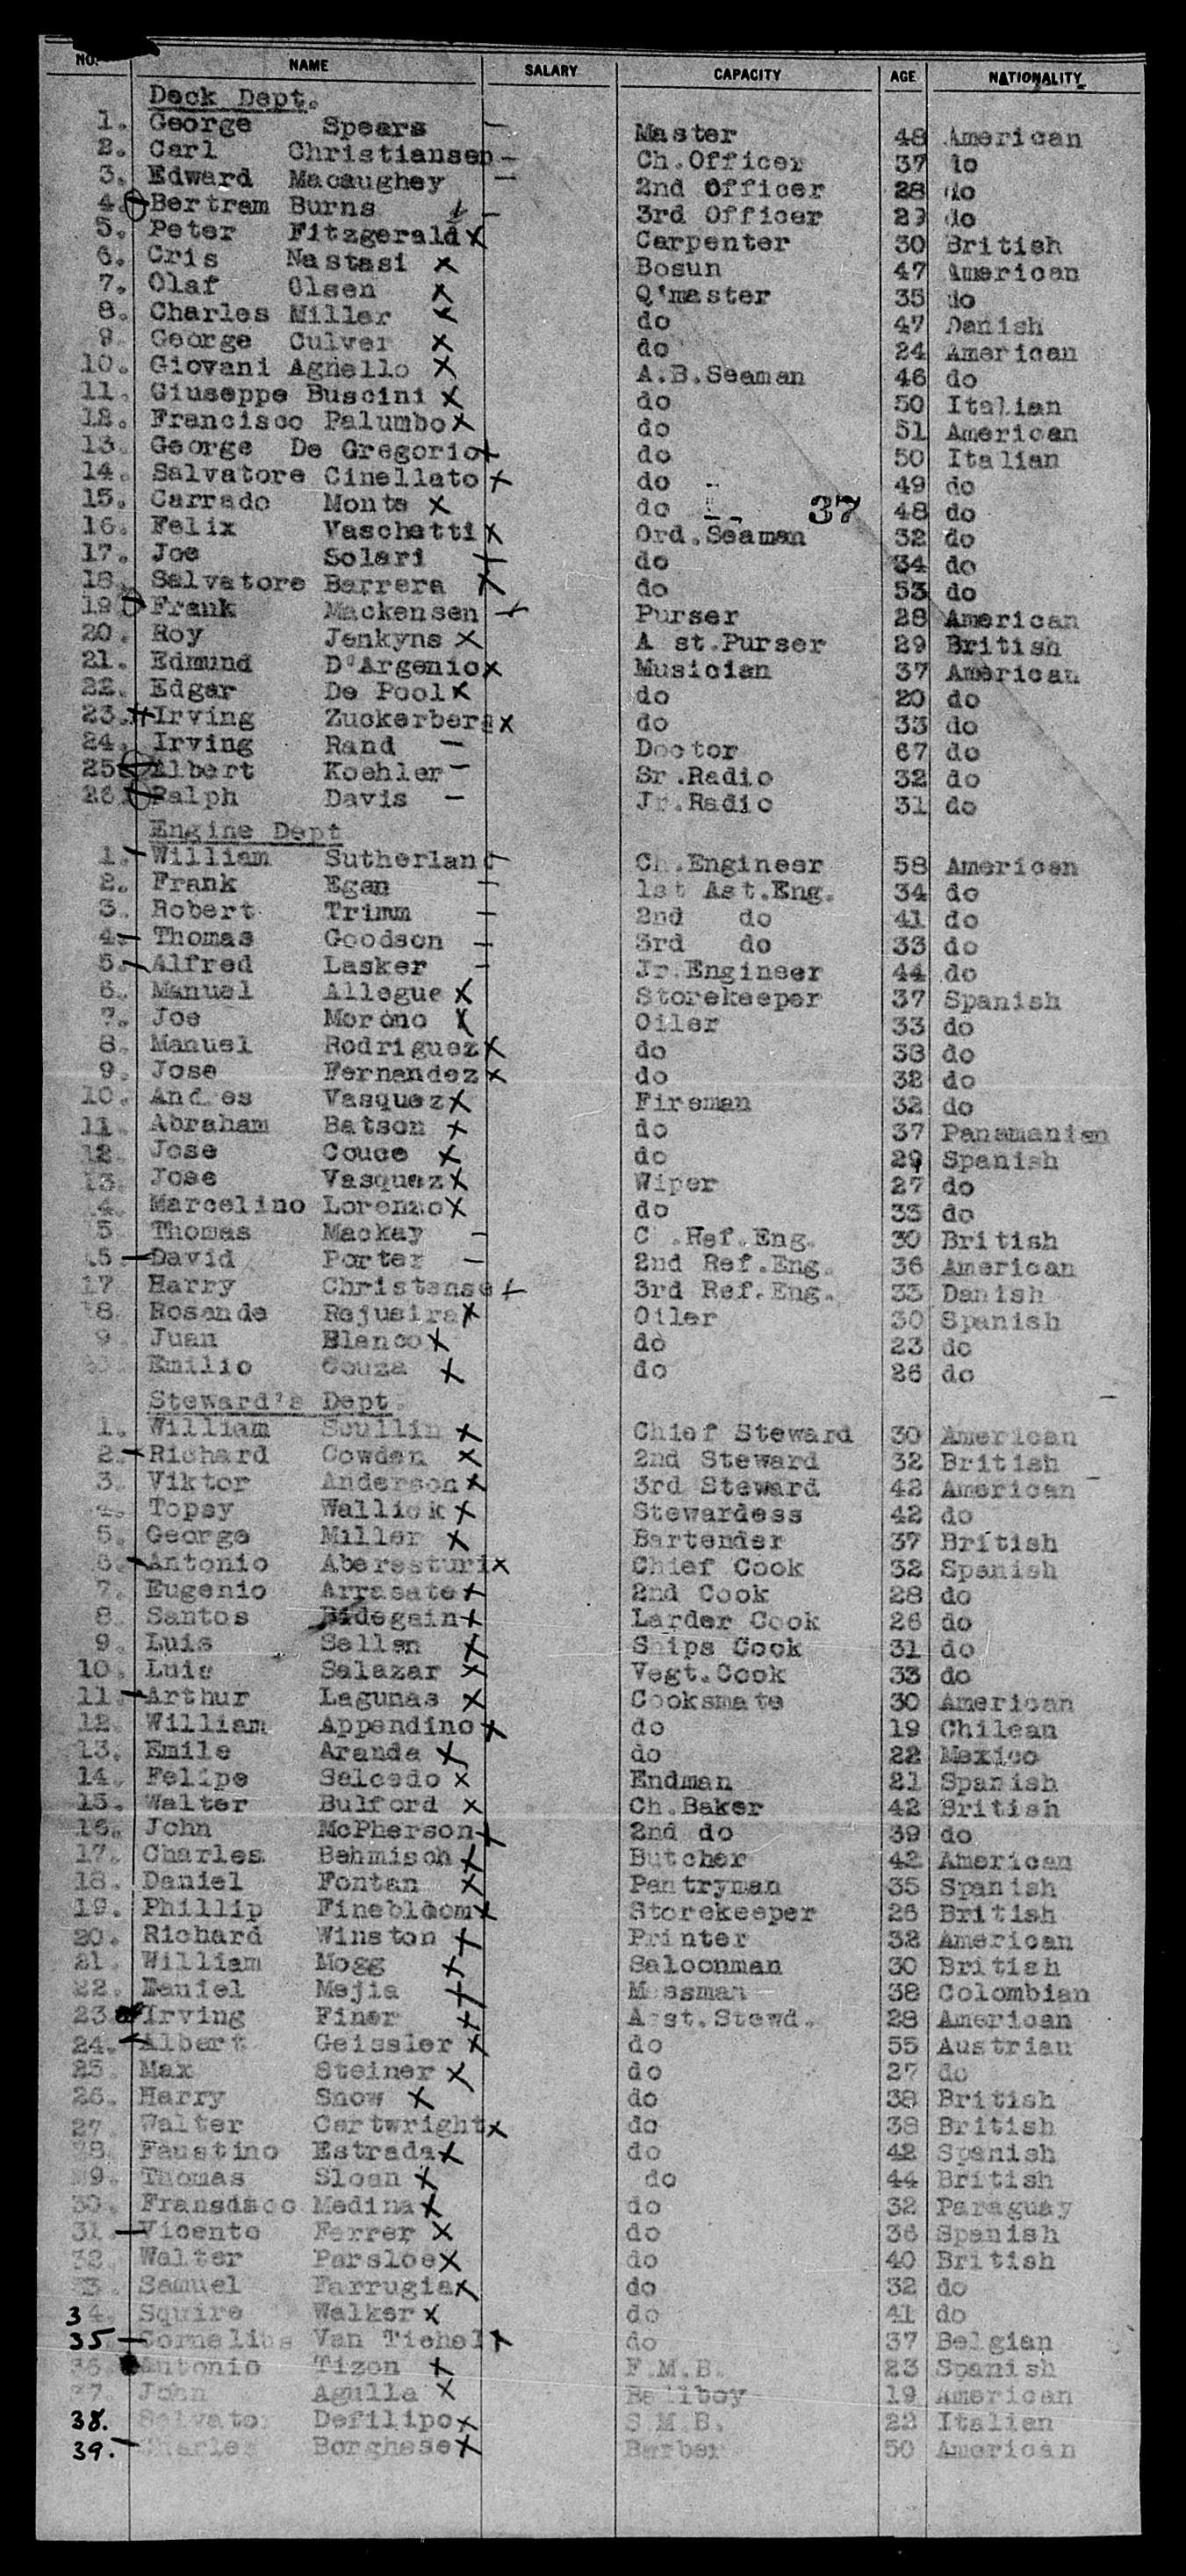 NO. NAME SALARY CAPACITY AGE NATIONALITY
Deck Dept.
1. George Spears — Master 48 American
2. Carl Christiansen — Ch.Officer 37 do
3. Edward Macaughey — 2nd Officer 28 do
4. Bertram Burns — 3rd Officer 29 do
5. Peter Fitzgerald X Carpenter 30 British
6. Cris Nastasi X Bosun 47 American
7. Olaf Olsen X Q'master 35 do
8. Charles Miller X do 47 Danish
9. George Culver X do 24 American
10. Giovani Agnello X A.B.Seaman 46 do
11. Giuseppe Buscini X do 50 Italian
12. Francisco Palumbo X do 51 American
13. George De Gregorio X do 50 Italian
14. Salvatore Cinellato X do 49 do
15. Carrado Monte X do 37 48 do
16. Felix Vaschetti X Ord.Seaman 32 do
17. Joe Solari X do 34 do
18. Salvatore Barrera X do 53 do
19 Frank Mackensen X Purser 28 American
20. Roy Jenkyns X A st.Purser 29 British
21. Edmund D'Argenio X Musician 37 American
22. Edgar De Pool X do 20 do
23. Irving Zuckerberg X do 33 do
24. Irving Rand — Doctor 67 do
25 Albert Koehler — Sr.Radio 32 do
26. Ralph Davis — Jr.Radio 31 do
Engine Dept
1. William Sutherland — Ch.Engineer 58 American
2. Frank Egan — 1st Ast.Eng. 34 do
3. Robert Trimm — 2nd do 41 do
4. Thomas Goodson — 3rd do 33 do
5. Alfred Lasker — Jr.Engineer 44 do
6. Manuel Allegue X Storekeeper 37 Spanish
7. Joe Morono X Oiler 33 do
8. Manuel Rodriguez X do 38 do
9. Jose Fernandez X do 32 do
10. Andres Vasquez X Fireman 32 do
11. Abraham Batson X do 37 Panamanian
12. Jose Couce X do 29 Spanish
13. Jose Vasquez X Wiper 27 do
4. Marcelino Lorenzo X do 33 do
5 Thomas Mackay — C .Ref.Eng. 30 British
16. David Porter — 2nd Ref.Eng. 36 American
17 Harry Christense X 3rd Ref.Eng. 33 Danish
18. Rosende Rejueira X Oiler 30 Spanish
9. Juan Blanco X do 23 do
Emilio Couza X do 26 do
Steward's Dept.
1. William Scullin X Chief Steward 30 American
2. Richard Cowden X 2nd Steward 32 British
3. Viktor Anderson X 3rd Steward 42 American
4. Topsy Wallick X Stewardess 42 do
5. George Miller X Bartender 37 British
6. Antonio Aberasturi X Chief Cook 32 Spanish
7. Eugenio Arrasate X 2nd Cook 28 do
8. Santos Bidegain X Larder Cook 26 do
9. Luis Sellan X Ships Cook 31 do
10. Luis Salazar X Vegt.Cook 33 do
11. Arthur Lagunas X Cooksmate 30 American
12. William Appendino X do 19 Chilean
13. Emile Aranda X do 22 Mexico
14. Felipe Salcedo X Endman 21 Spanish
15. Walter Bulford X Ch.Baker 42 British
16. John McPherson X 2nd do 39 do
17. Charles Behmisch X Butcher 42 American
18. Daniel Fontan X Pantryman 35 Spanish
19. Phillip Finebloom X Storekeeper 26 British
20. Richard Winston X Printer 32 American
21. William Mogg X Saloonman 30 British
22. Daniel Mejia X Messman 38 Colombian
23 Irving Finer X Asst.Stewd. 28 American
24. Albert Geissler X do 55 Austrian
25. Max Steiner X do 27 do
26. Harry Snow X do 38 British
27. Walter Cartwright X do 38 British
28. Faustino Estrada X do 42 Spanish
29. Thomas Sloan X do 44 British
30. Fransisco Medina X do 32 Paraguay
31. Vicente Ferrer X do 36 Spanish
32. Walter Parsloe X do 40 British
3. Samuel Farrugia X do 32 do
34. Squire Walker X do 41 do
35 Cornelius Van Tichel X do 37 Belgian
36. Antonio Tizon X F.M.B. 23 Spanish
37. John Agulla X Bellboy 19 American
38. Salvator Defilipo X S.M.B. 22 Italian
39. Charles Borghese X Barber 50 American